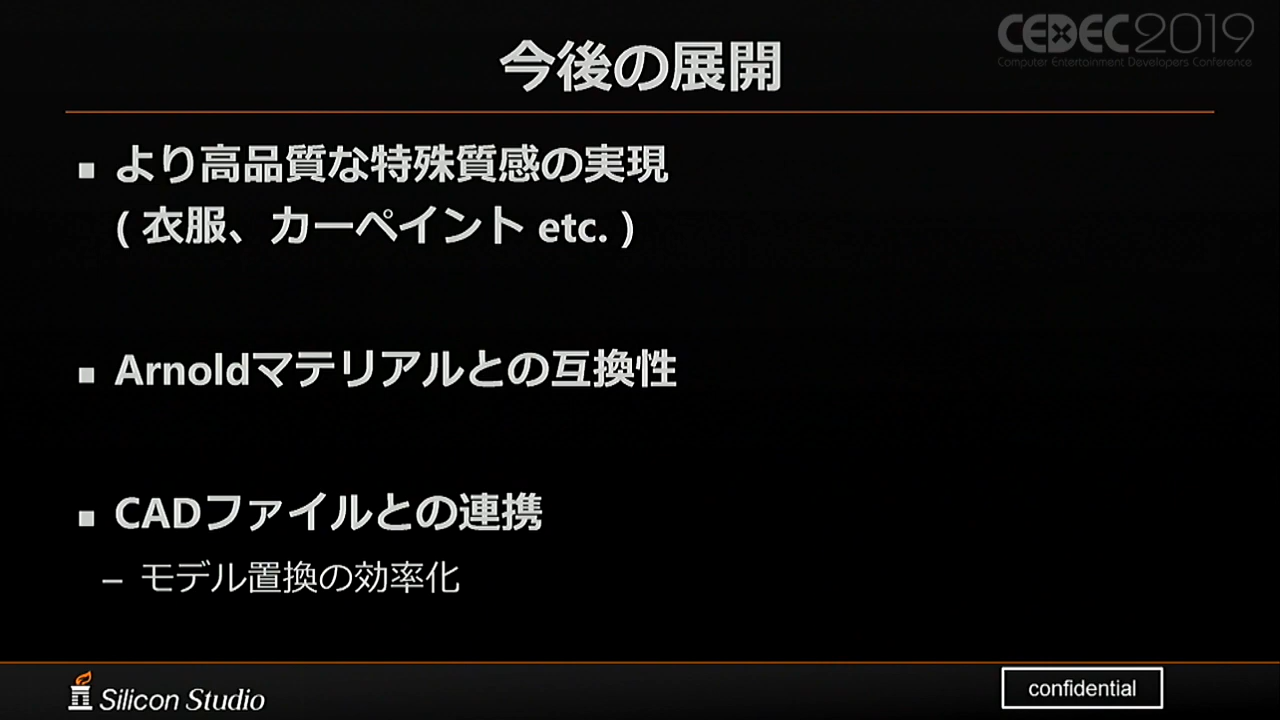 CEDEC2019
Computer Entertainment Developers Conference
今後の展開
■ より高品質な特殊質感の実現
( 衣服、カーペイント etc. )
■ Arnoldマテリアルとの互換性
■ CADファイルとの連携
– モデル置換の効率化
Silicon Studio
confidential